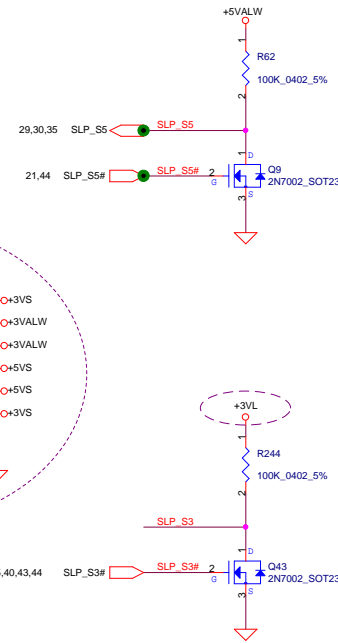 +5VALW
1
R62
100K_0402_5%
2
29,30,35 SLP_S5 SLP_S5
1 D
21,44 SLP_S5# SLP_S5# 2 G Q9
2N7002_SOT23
3 S
+3VS
+3VALW
+3VALW
+5VS
+5VS
+3VS
+3VL
1
R244
100K_0402_5%
2
SLP_S3
1 D
,40,43,44 SLP_S3# SLP_S3# 2 G Q43
2N7002_SOT23
3 S